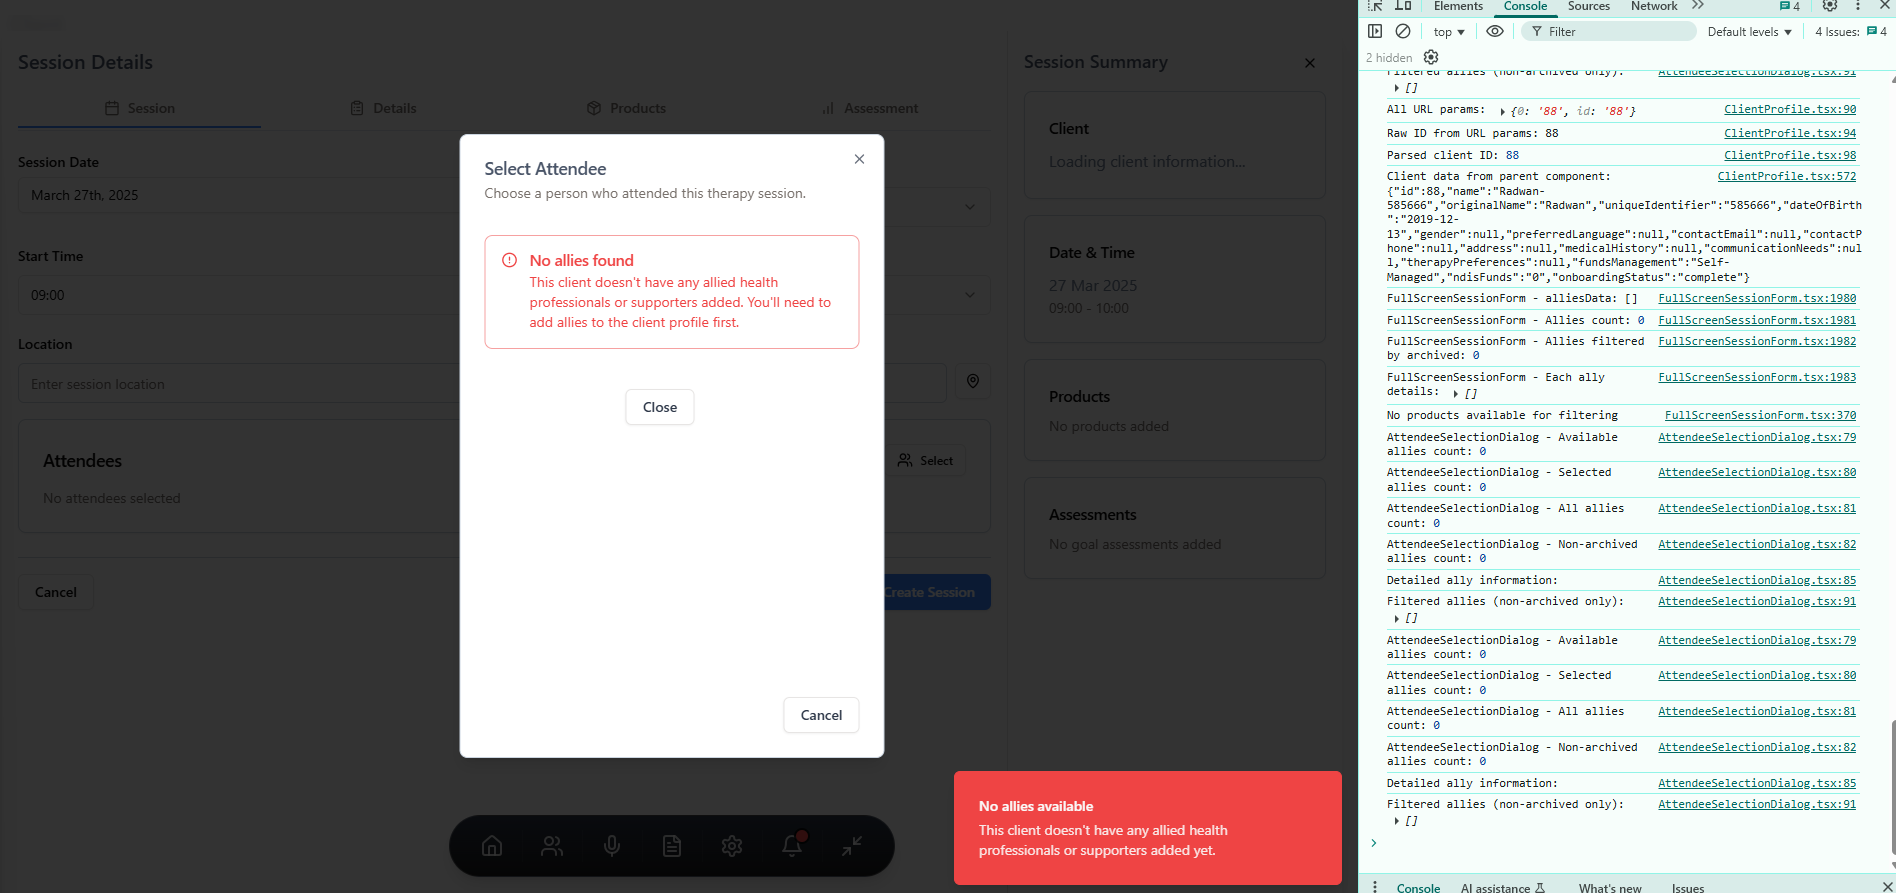 Session Details
Session
Details
Products
Assessment
Session Date
March 27th, 2025
Start Time
09:00
Location
Enter session location
Attendees
Select
No attendees selected
Cancel
Create Session
Select Attendee
Choose a person who attended this therapy session.
No allies found
This client doesn't have any allied health
professionals or supporters added. You'll need to
add allies to the client profile first.
Close
Cancel
Session Summary
Client
Loading client information...
Date & Time
27 Mar 2025
09:00 - 10:00
Products
No products added
Assessments
No goal assessments added
No allies available
This client doesn't have any allied health
professionals or supporters added yet.
Elements Console Sources Network 4
top Filter Default levels 4 Issues: 4
2 hidden
Filtered allies (non-archived only): AttendeeSelectionDialog.tsx:91
[]
All URL params: {0: '88', id: '88'} ClientProfile.tsx:90
Raw ID from URL params: 88 ClientProfile.tsx:94
Parsed client ID: 88 ClientProfile.tsx:98
Client data from parent component: ClientProfile.tsx:572
{"id":88,"name":"Radwan-
585666","originalName":"Radwan","uniqueIdentifier":"585666","dateOfBirth
":"2019-12-
13","gender":null,"preferredLanguage":null,"contactEmail":null,"contactP
hone":null,"address":null,"medicalHistory":null,"communicationNeeds":nul
l,"therapyPreferences":null,"fundsManagement":"Self-
Managed","ndisFunds":"0","onboardingStatus":"complete"}
FullScreenSessionForm - alliesData: [] FullScreenSessionForm.tsx:1980
FullScreenSessionForm - Allies count: 0 FullScreenSessionForm.tsx:1981
FullScreenSessionForm - Allies filtered FullScreenSessionForm.tsx:1982
by archived: 0
FullScreenSessionForm - Each ally FullScreenSessionForm.tsx:1983
details: []
No products available for filtering FullScreenSessionForm.tsx:370
AttendeeSelectionDialog - Available AttendeeSelectionDialog.tsx:79
allies count: 0
AttendeeSelectionDialog - Selected AttendeeSelectionDialog.tsx:80
allies count: 0
AttendeeSelectionDialog - All allies AttendeeSelectionDialog.tsx:81
count: 0
AttendeeSelectionDialog - Non-archived AttendeeSelectionDialog.tsx:82
allies count: 0
Detailed ally information: AttendeeSelectionDialog.tsx:85
Filtered allies (non-archived only): AttendeeSelectionDialog.tsx:91
[]
AttendeeSelectionDialog - Available AttendeeSelectionDialog.tsx:79
allies count: 0
AttendeeSelectionDialog - Selected AttendeeSelectionDialog.tsx:80
allies count: 0
AttendeeSelectionDialog - All allies AttendeeSelectionDialog.tsx:81
count: 0
AttendeeSelectionDialog - Non-archived AttendeeSelectionDialog.tsx:82
allies count: 0
Detailed ally information: AttendeeSelectionDialog.tsx:85
Filtered allies (non-archived only): AttendeeSelectionDialog.tsx:91
[]
Console AI assistance What's new Issues